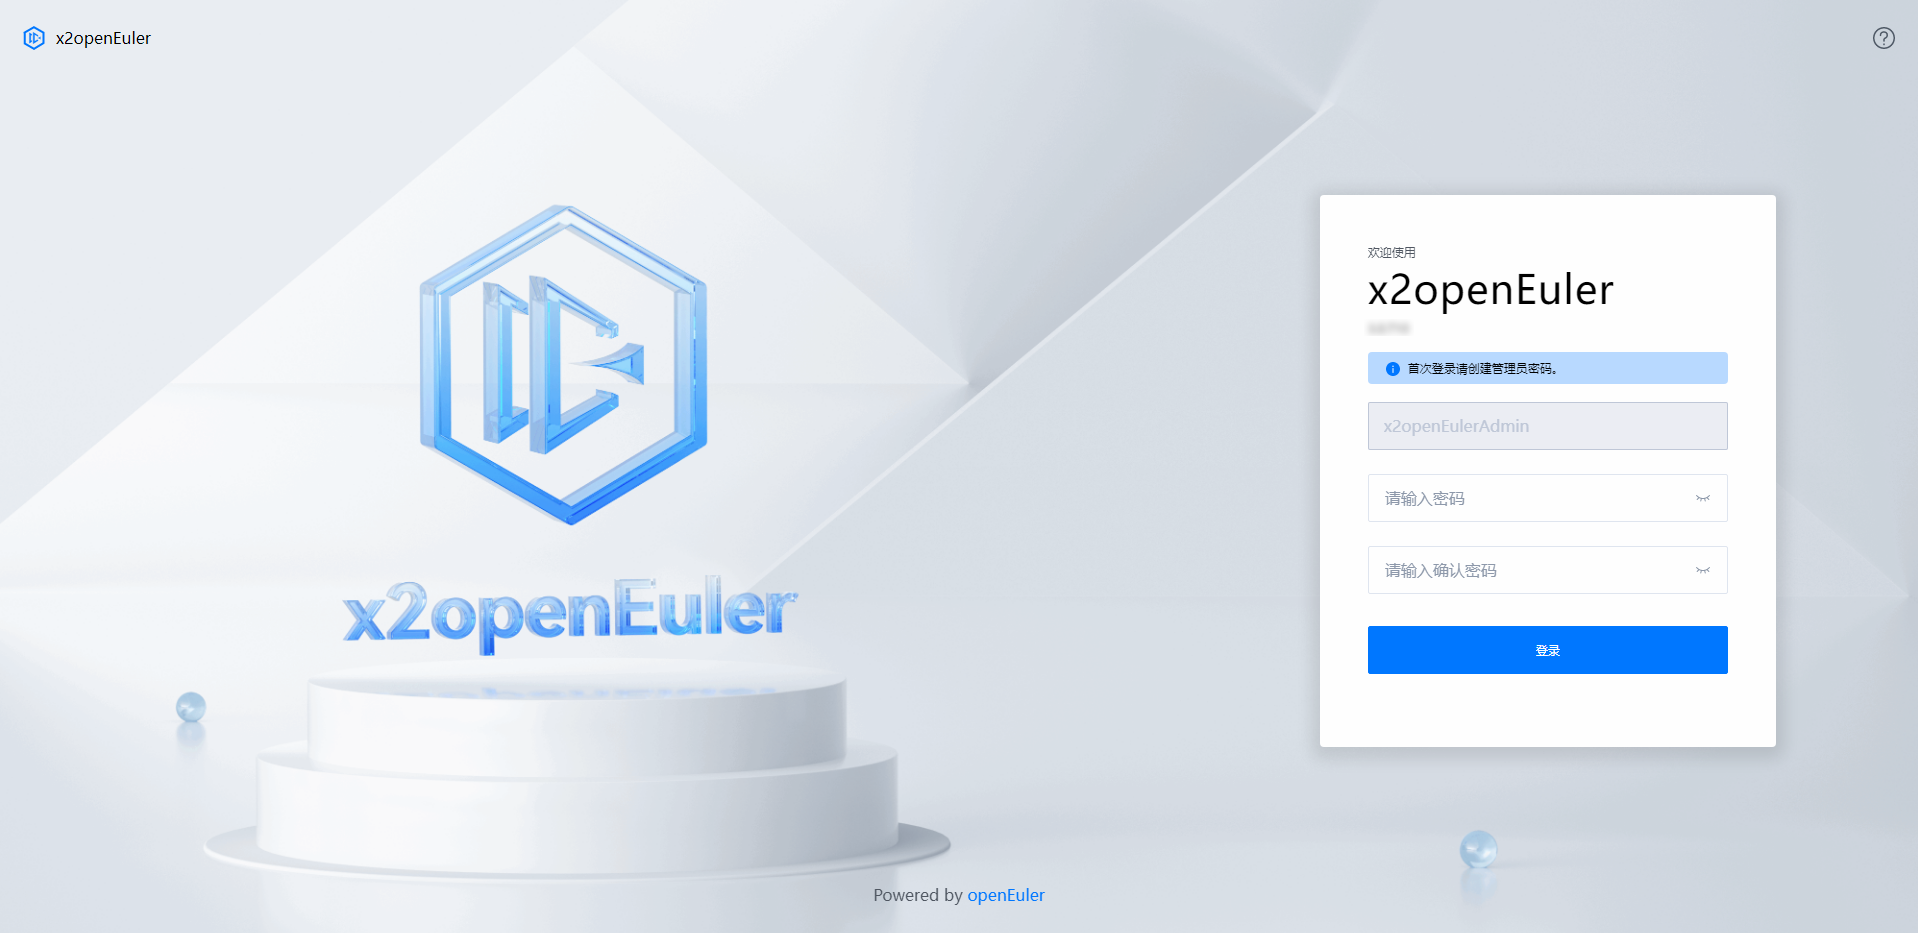 x2openEuler
x2openEuler
欢迎使用
x2openEuler
首次登录请创建管理员密码。
x2openEulerAdmin
请输入密码
请输入确认密码
登录
Powered by openEuler